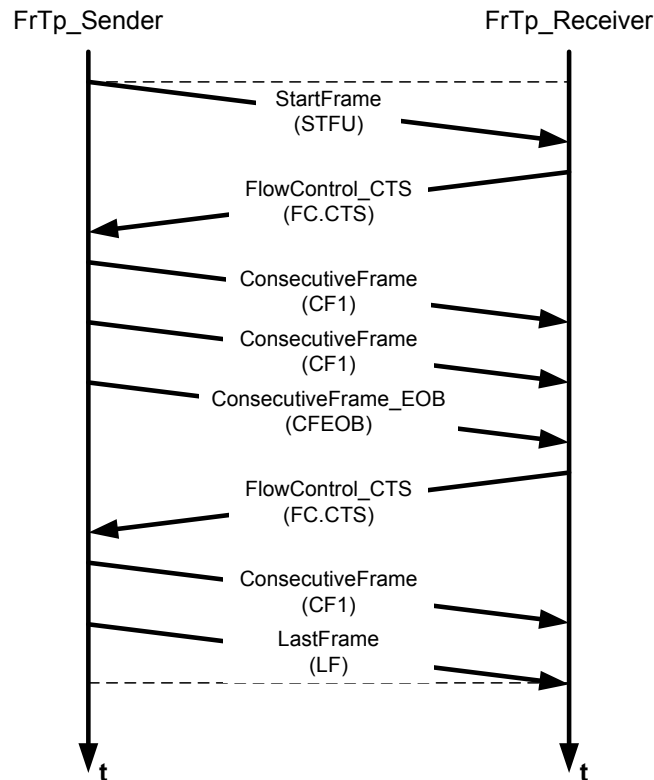 FrTp_Sender
FrTp_Receiver
StartFrame
(STFU)
FlowControl_CTS
(FC.CTS)
ConsecutiveFrame
(CF1)
ConsecutiveFrame
(CF1)
ConsecutiveFrame_EOB
(CFEOB)
FlowControl_CTS
(FC.CTS)
ConsecutiveFrame
(CF1)
LastFrame
(LF)
t
t